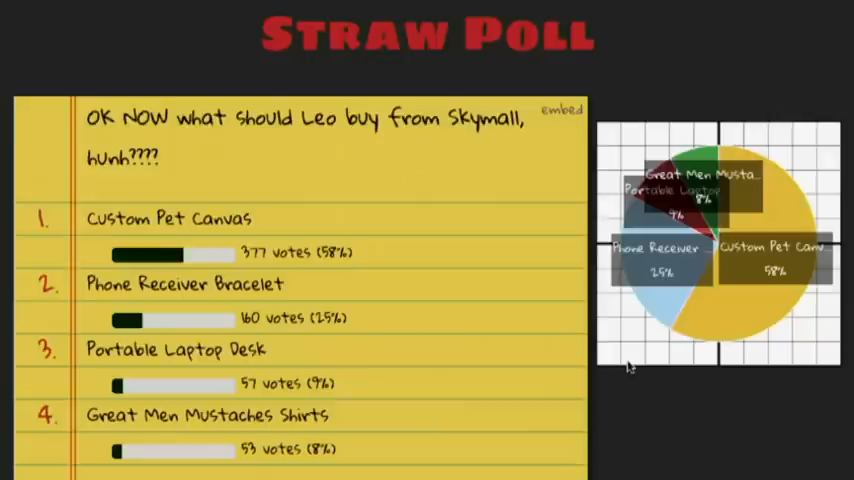 STRAW POLL
OK NOW what should Leo buy from Skymall,
hunh????
embed
1. Custom Pet Canvas
377 votes (58%)
2. Phone Receiver Bracelet
160 votes (25%)
3. Portable Laptop Desk
57 votes (9%)
4. Great Men Mustaches Shirts
53 votes (8%)
Great Men Musta...
8%
Portable Laptop
9%
Phone Receiver ...
25%
Custom Pet Canv...
58%